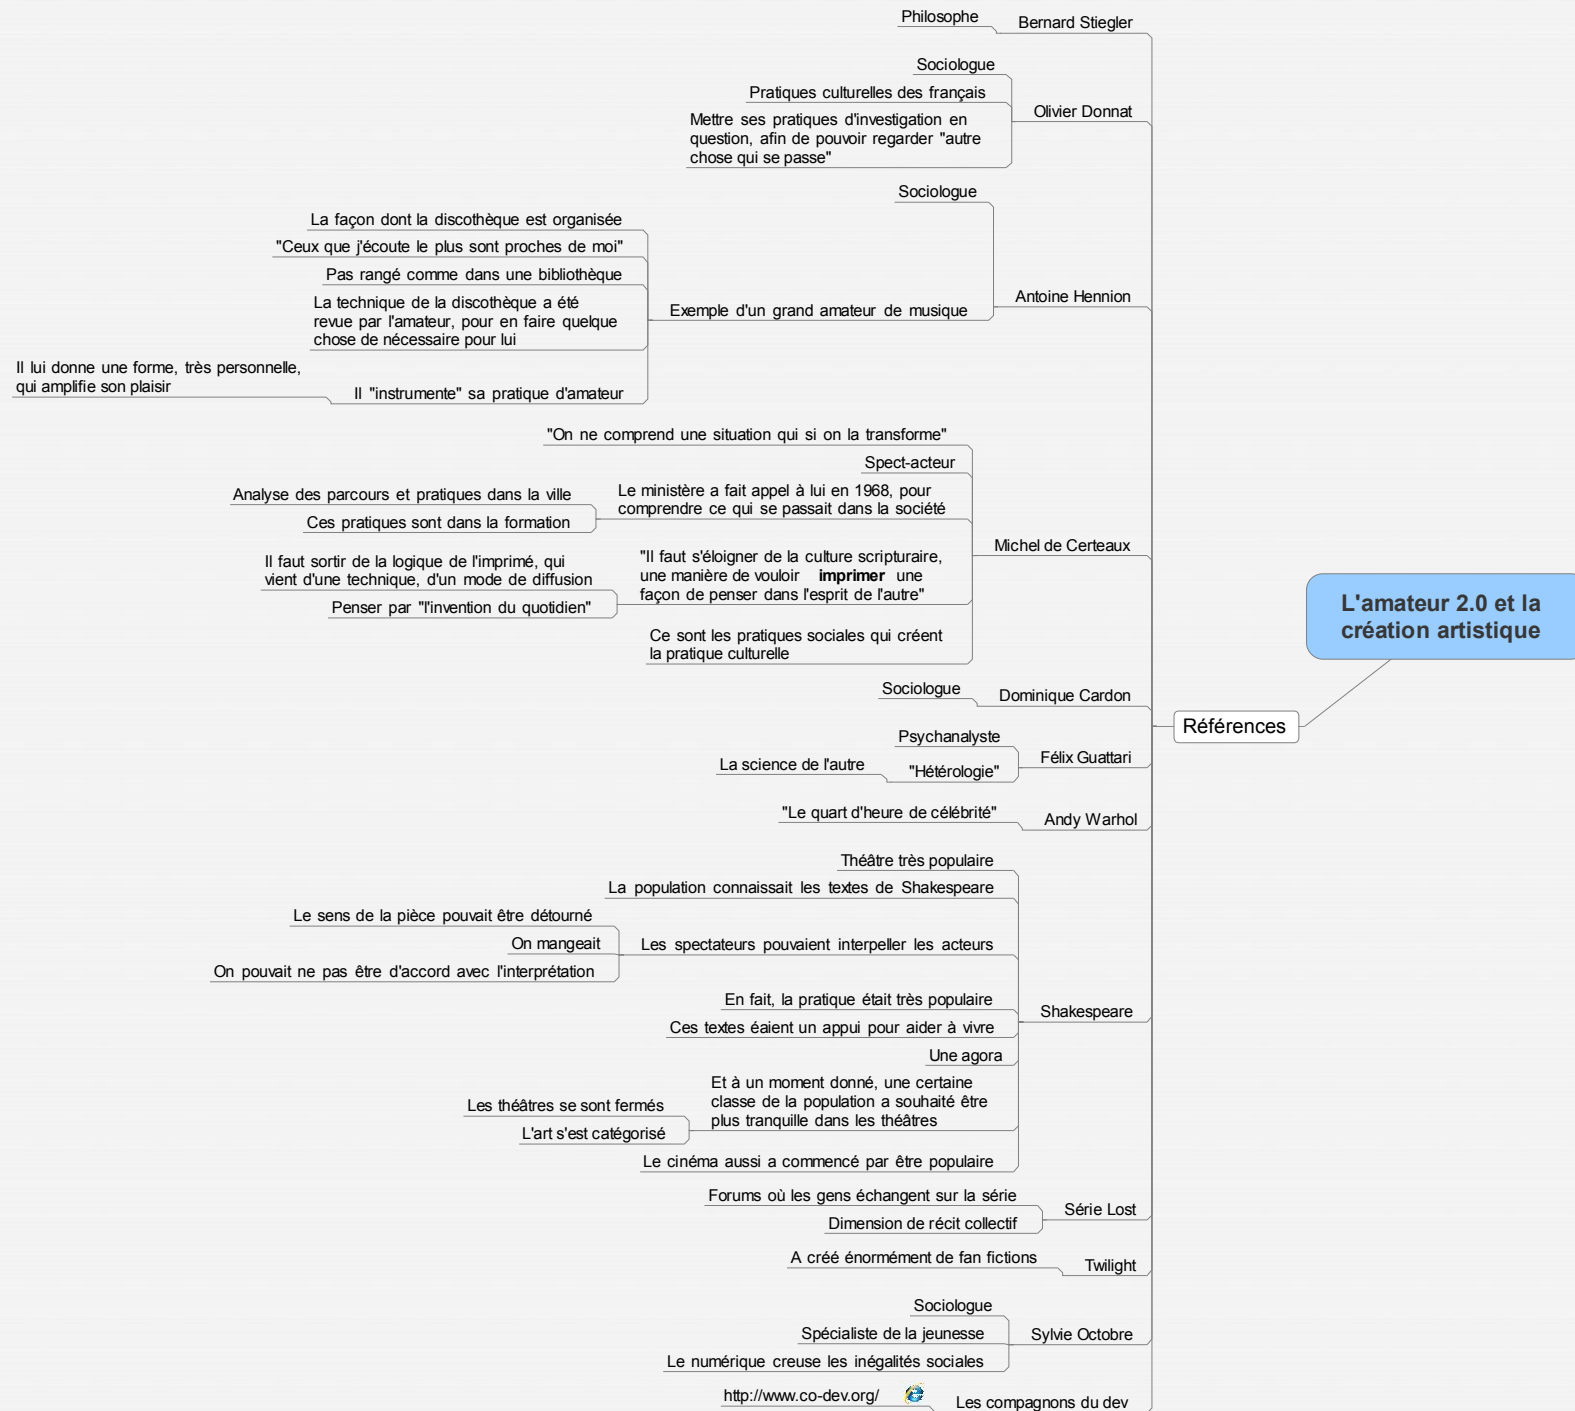 Philosophe
Bernard Stiegler
Sociologue
Pratiques culturelles des français
Mettre ses pratiques d'investigation en
question, afin de pouvoir regarder "autre
chose qui se passe"
Olivier Donnat
Sociologue
La façon dont la discothèque est organisée
"Ceux que j'écoute le plus sont proches de moi"
Pas rangé comme dans une bibliothèque
La technique de la discothèque a été
revue par l'amateur, pour en faire quelque
chose de nécessaire pour lui
Il lui donne une forme, très personnelle,
qui amplifie son plaisir
Il "instrumente" sa pratique d'amateur
Exemple d'un grand amateur de musique
Antoine Hennion
"On ne comprend une situation qui si on la transforme"
Spect-acteur
Analyse des parcours et pratiques dans la ville
Ces pratiques sont dans la formation
Le ministère a fait appel à lui en 1968, pour
comprendre ce qui se passait dans la société
Il faut sortir de la logique de l'imprimé, qui
vient d'une technique, d'un mode de diffusion
Penser par "l'invention du quotidien"
"Il faut s'éloigner de la culture scripturaire,
une manière de vouloir imprimer une
façon de penser dans l'esprit de l'autre"
Ce sont les pratiques sociales qui créent
la pratique culturelle
Michel de Certeaux
Sociologue
Dominique Cardon
Psychanalyste
La science de l'autre
"Hétérologie"
Félix Guattari
"Le quart d'heure de célébrité"
Andy Warhol
Théâtre très populaire
La population connaissait les textes de Shakespeare
Le sens de la pièce pouvait être détourné
On mangeait
On pouvait ne pas être d'accord avec l'interprétation
Les spectateurs pouvaient interpeller les acteurs
En fait, la pratique était très populaire
Ces textes éaient un appui pour aider à vivre
Une agora
Les théâtres se sont fermés
L'art s'est catégorisé
Et à un moment donné, une certaine
classe de la population a souhaité être
plus tranquille dans les théâtres
Le cinéma aussi a commencé par être populaire
Shakespeare
Forums où les gens échangent sur la série
Dimension de récit collectif
Série Lost
A créé énormément de fan fictions
Twilight
Sociologue
Spécialiste de la jeunesse
Le numérique creuse les inégalités sociales
Sylvie Octobre
http://www.co-dev.org/
Les compagnons du dev
Références
L'amateur 2.0 et la
création artistique